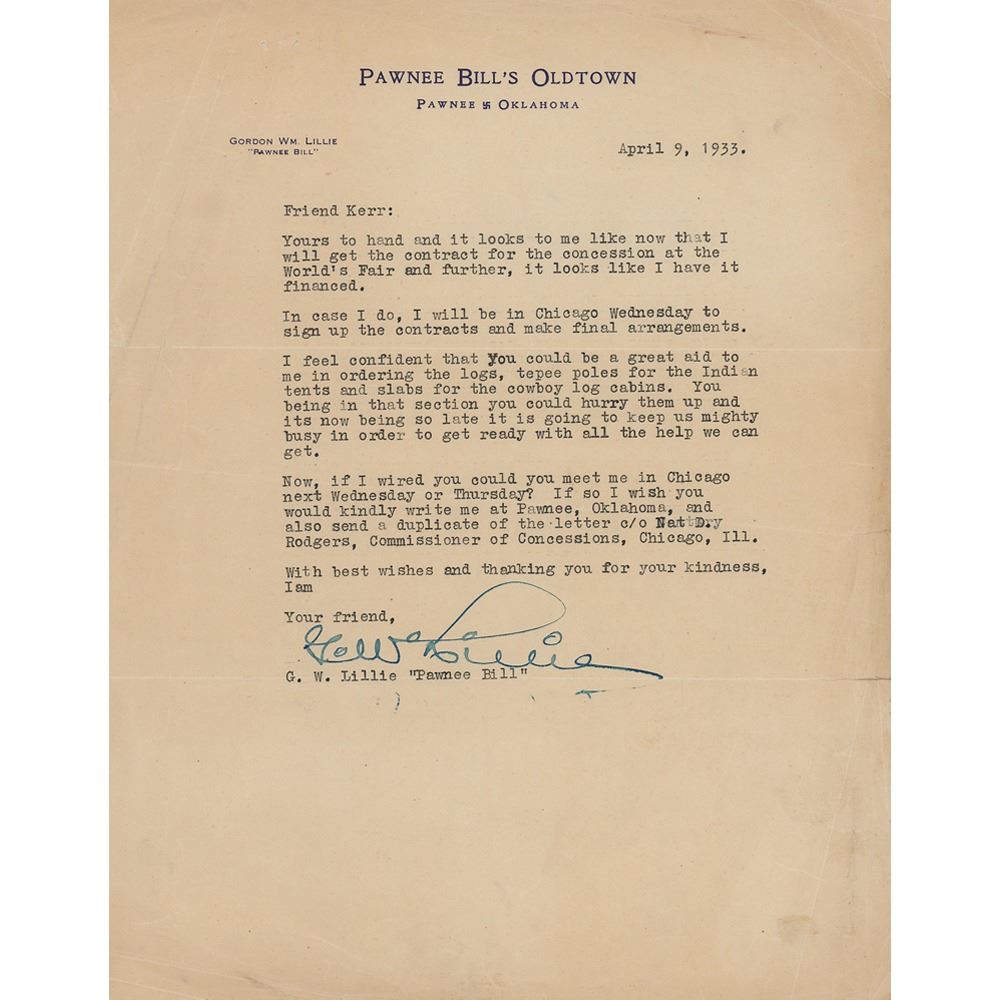 PAWNEE BILL'S OLDTOWN
PAWNEE 卐 OKLAHOMA
GORDON WM. LILLIE
"PAWNEE BILL"
April 9, 1933.
Friend Kerr:
Yours to hand and it looks to me like now that I
will get the contract for the concession at the
World's Fair and further, it looks like I have it
financed.
In case I do, I will be in Chicago Wednesday to
sign up the contracts and make final arrangements.
I feel confident that you could be a great aid to
me in ordering the logs, tepee poles for the Indian
tents and slabs for the cowboy log cabins. You
being in that section you could hurry them up and
its now being so late it is going to keep us mighty
busy in order to get ready with all the help we can
get.
Now, if I wired you could you meet me in Chicago
next Wednesday or Thursday? If so I wish you
would kindly write me at Pawnee, Oklahoma, and
also send a duplicate of the letter c/o Nat D.
Rodgers, Commissioner of Concessions, Chicago, Ill.
With best wishes and thanking you for your kindness,
I am
Your friend,
G. W. Lillie
G. W. Lillie "Pawnee Bill"